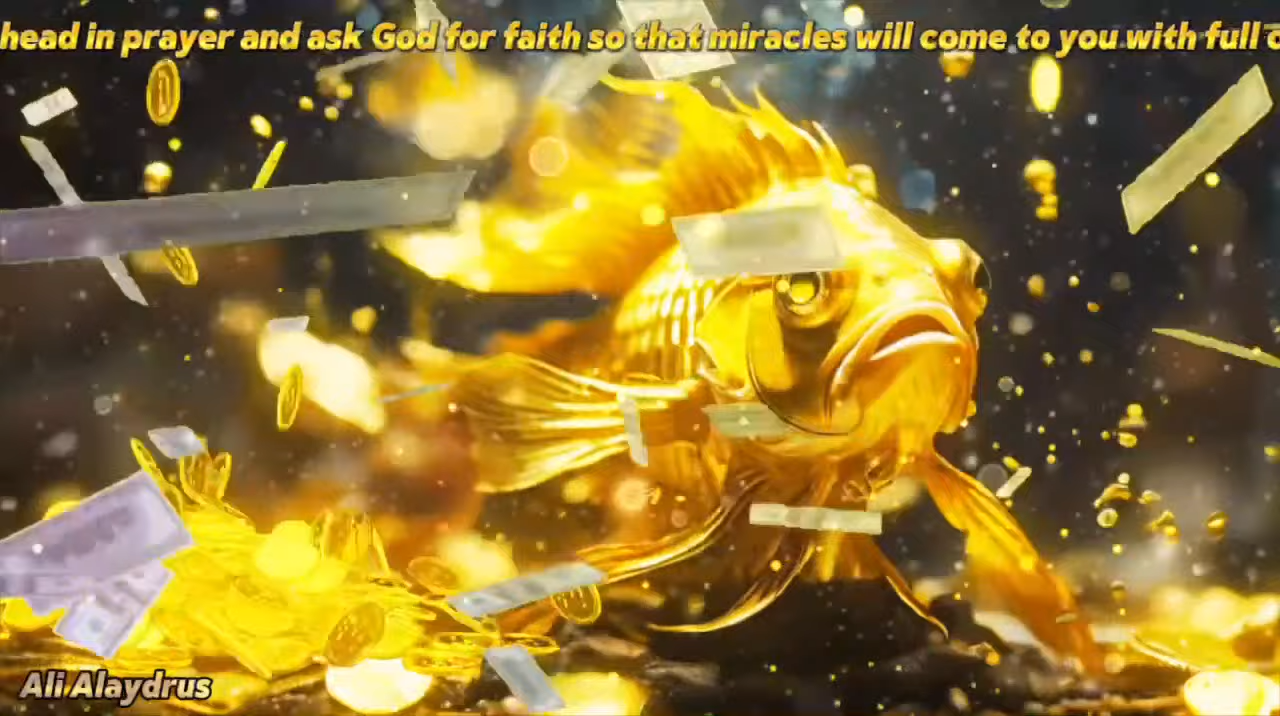 head in prayer and ask God for faith so that miracles will come to you with full
Ali Alaydrus